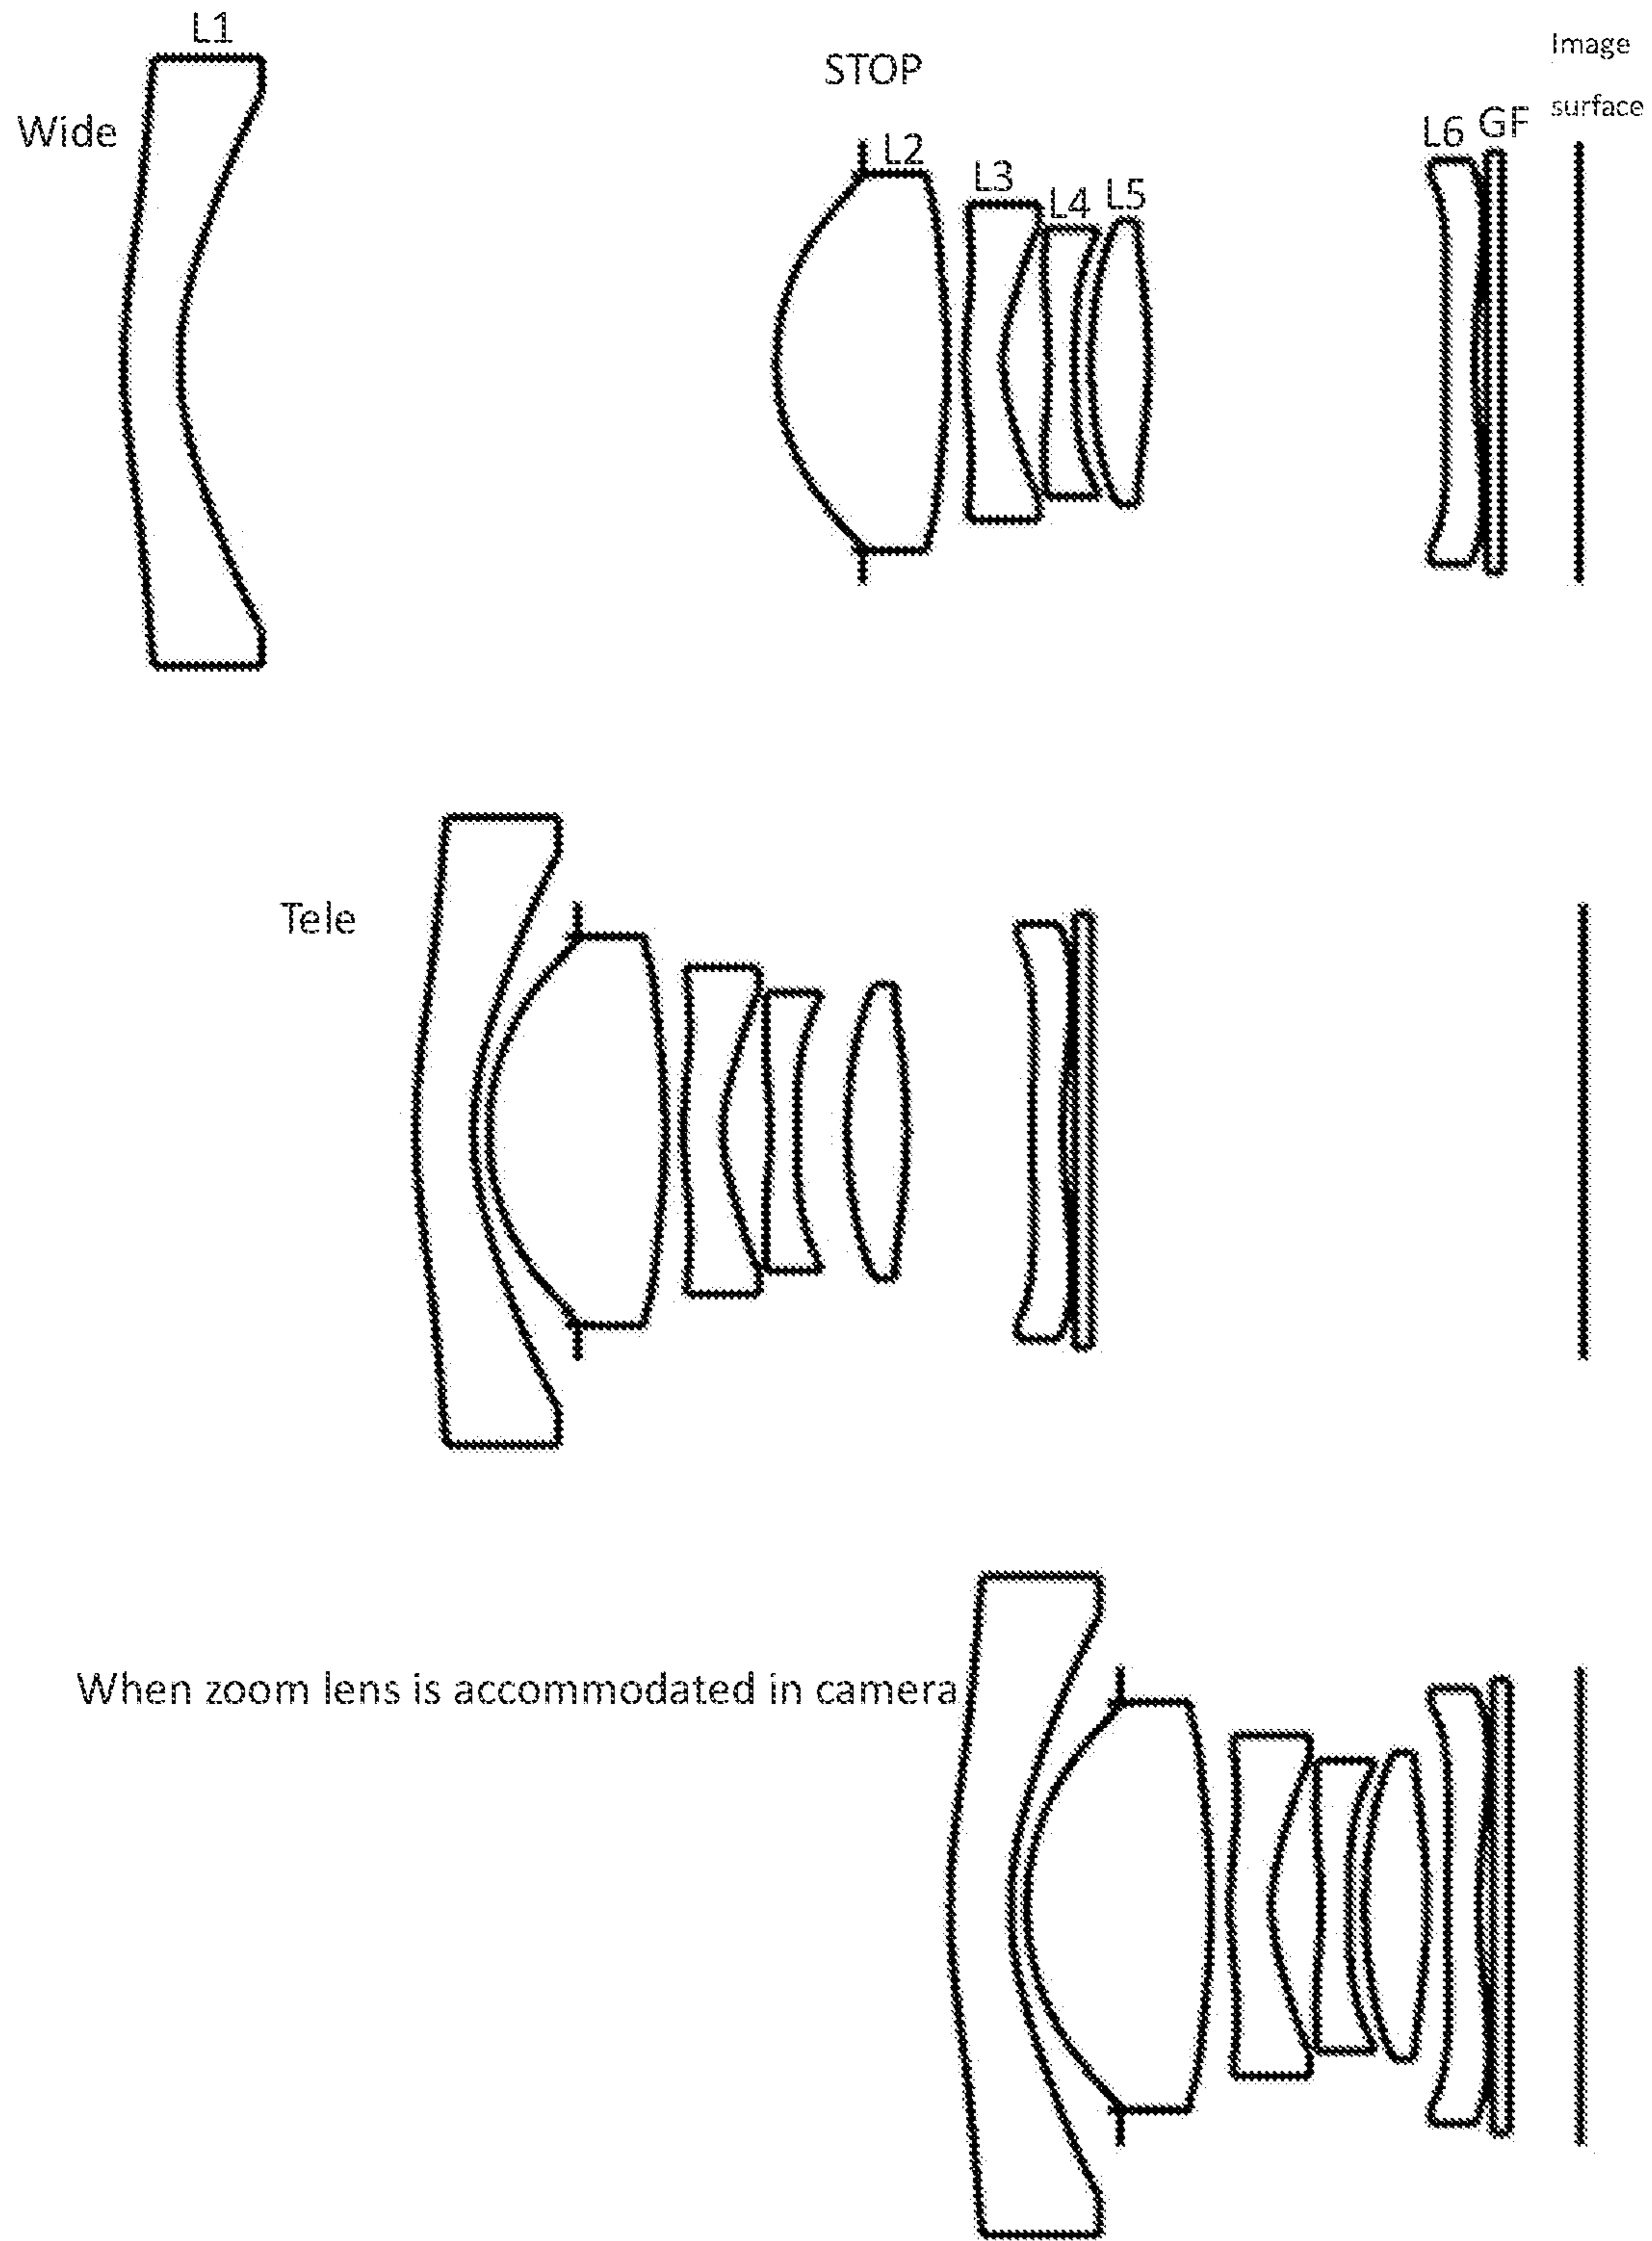 L1
Wide
STOP
L2
L3
L4
L5
L6
GF
Image
surface
Tele
When zoom lens is accommodated in camera